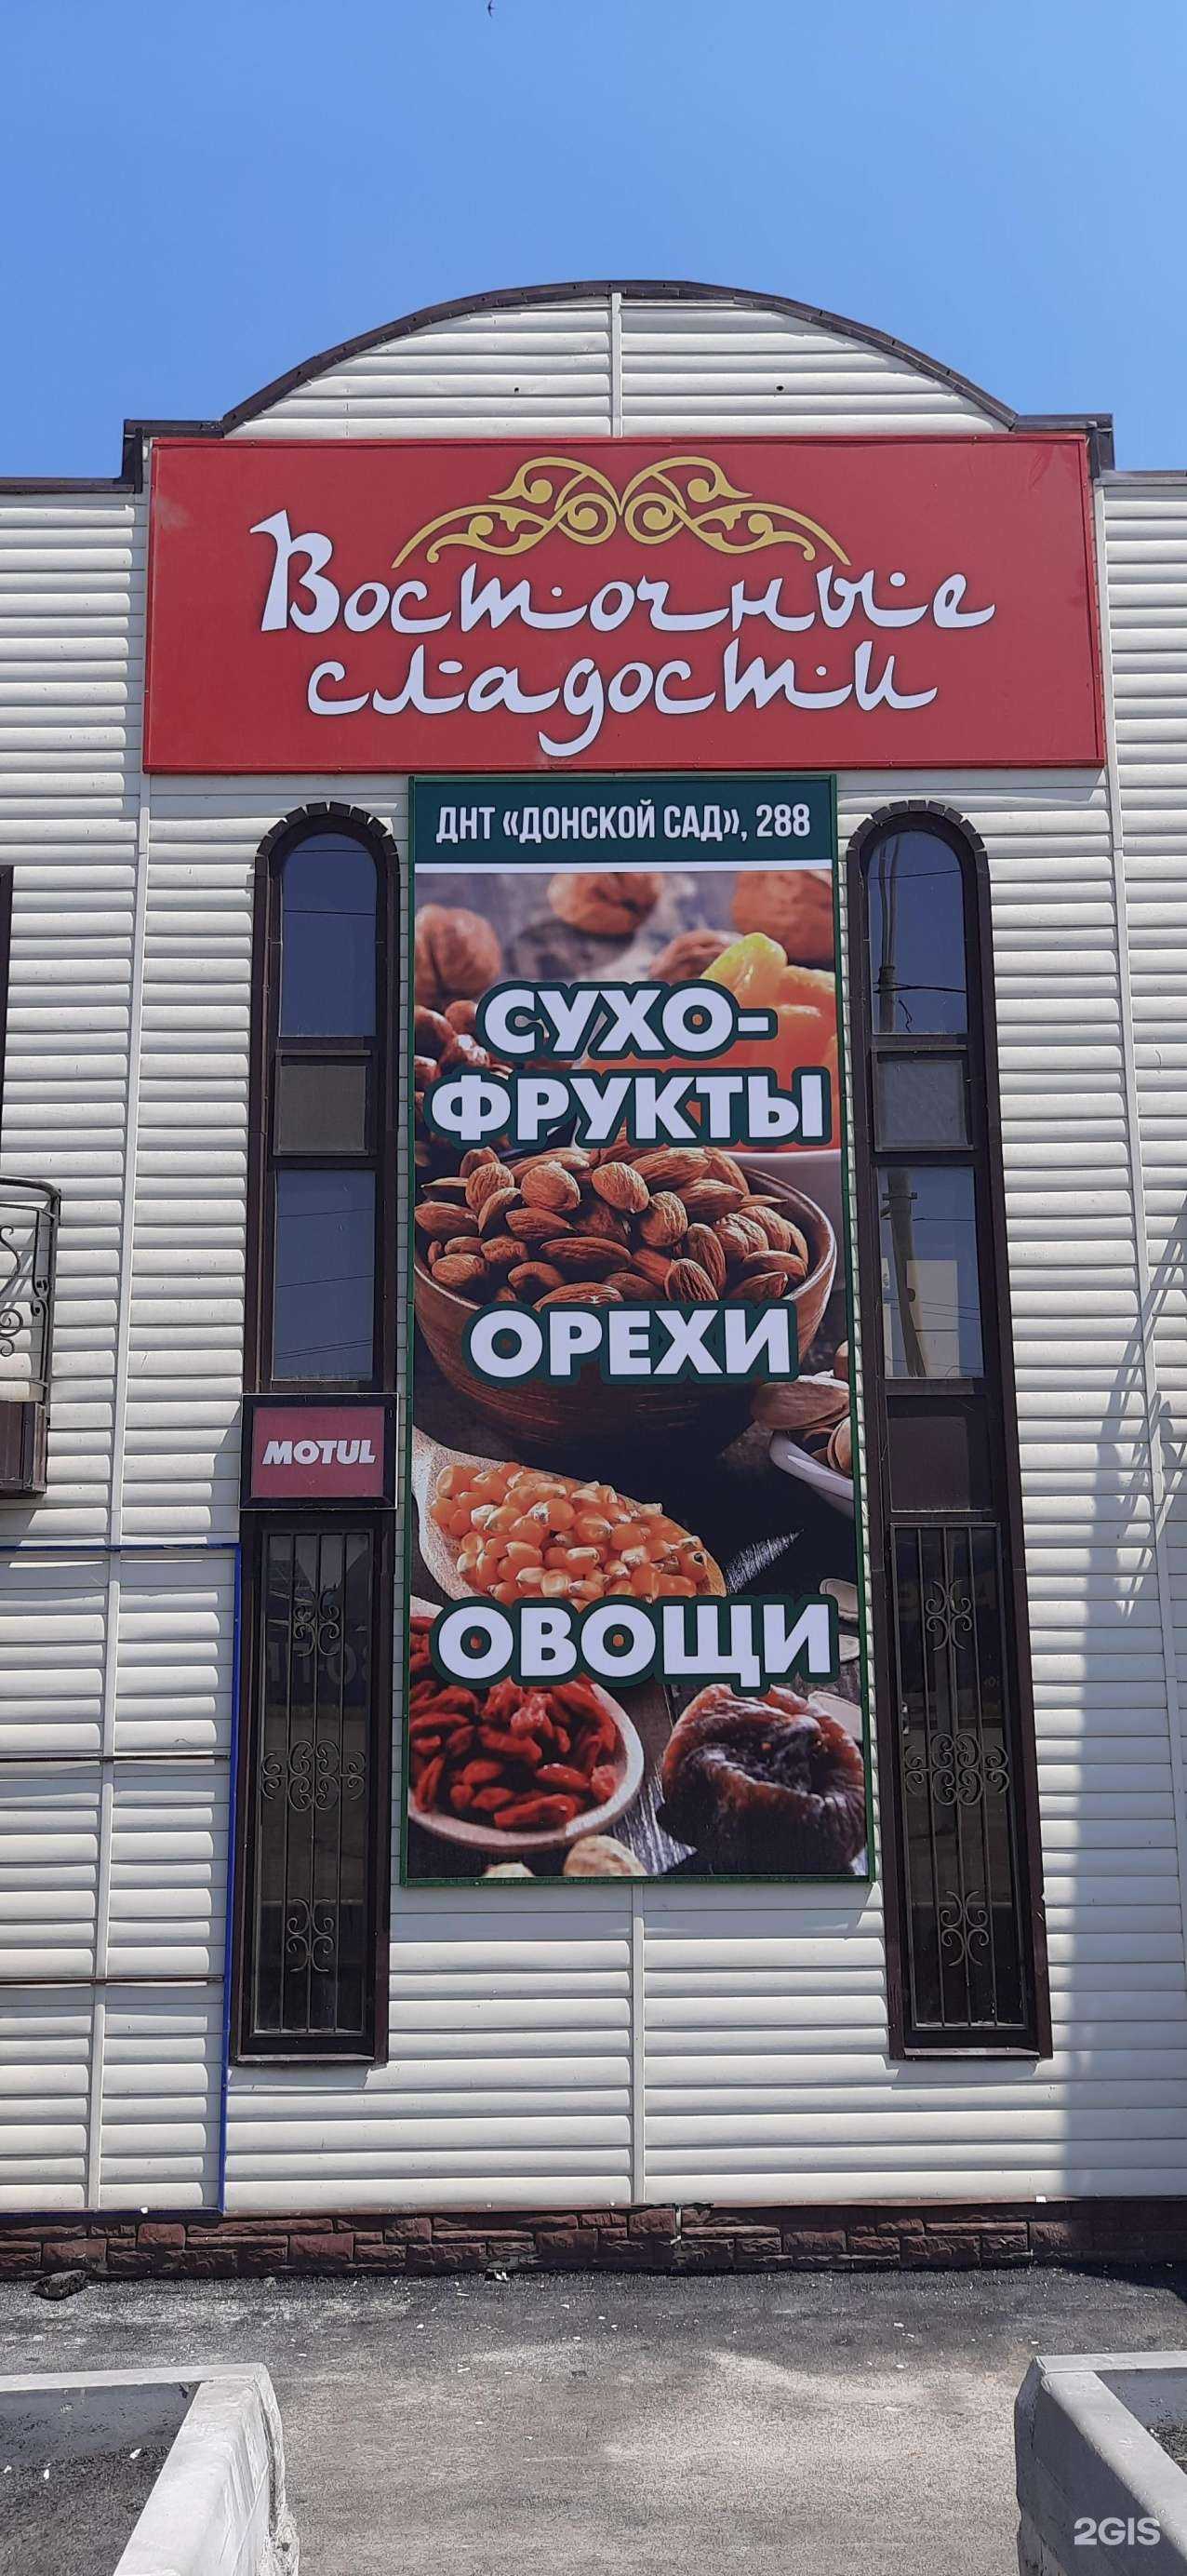 Восточные
сладости
ДНТ «ДОНСКОЙ САД», 288
СУХО-
ФРУКТЫ
ОРЕХИ
MOTUL
ОВОЩИ
2GIS